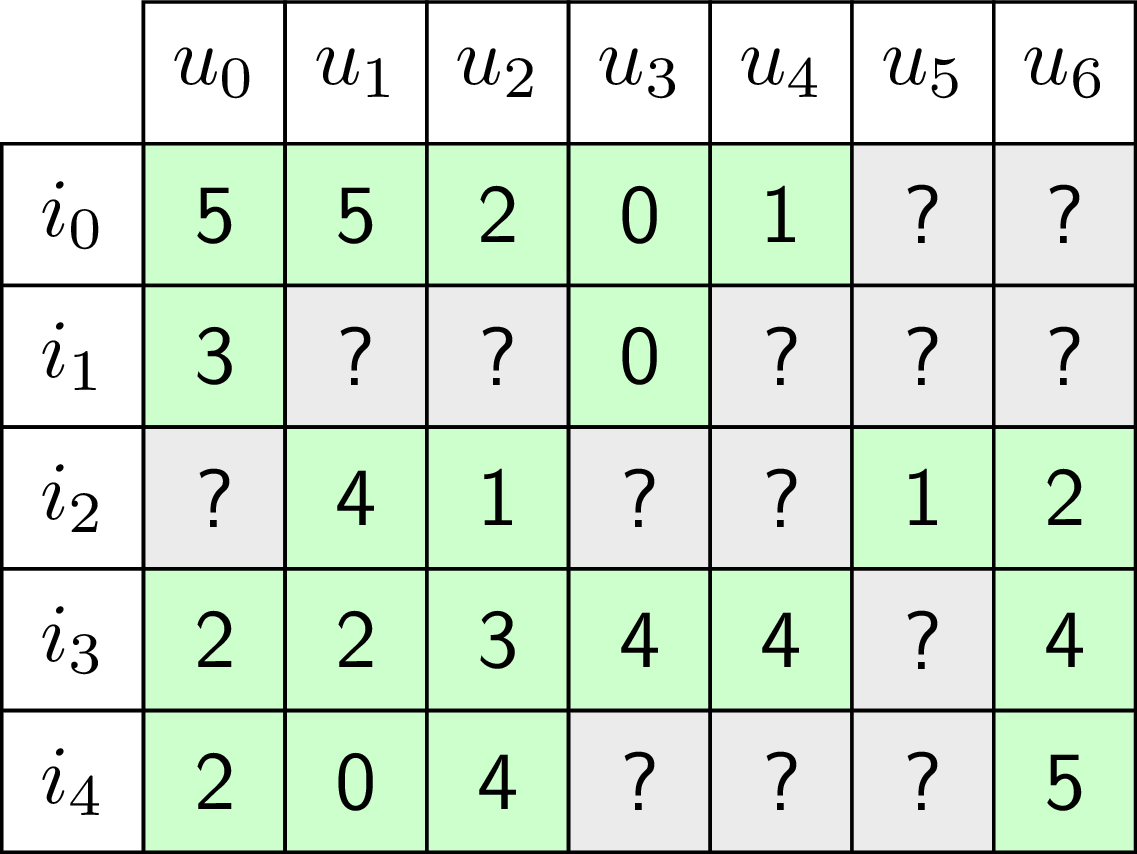 u₀ u₁ u₂ u₃ u₄ u₅ u₆
i₀ 5 5 2 0 1 ? ?
i₁ 3 ? ? 0 ? ? ?
i₂ ? 4 1 ? ? 1 2
i₃ 2 2 3 4 4 ? 4
i₄ 2 0 4 ? ? ? 5